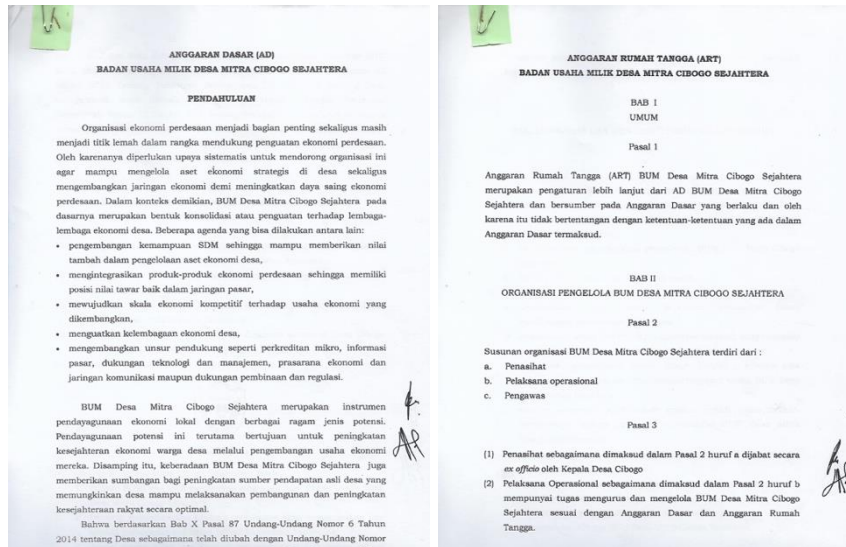 ANGGARAN DASAR (AD)
BADAN USAHA MILIK DESA MITRA CIBOGO SEJAHTERA
PENDAHULUAN
Organisasi ekonomi perdesaan menjadi bagian penting sekaligus masih
menjadi titik lemah dalam rangka mendukung penguatan ekonomi perdesaan.
Oleh karenanya diperlukan upaya sistematis untuk mendorong organisasi ini
agar mampu mengelola aset ekonomi strategis di desa sekaligus
mengembangkan jaringan ekonomi demi meningkatkan daya saing ekonomi
perdesaan. Dalam konteks demikian, BUM Desa Mitra Cibogo Sejahtera pada
dasarnya merupakan bentuk konsolidasi atau penguatan terhadap lembaga-
lembaga ekonomi desa. Beberapa agenda yang bisa dilakukan antara lain:
• pengembangan kemampuan SDM sehingga mampu memberikan nilai
tambah dalam pengelolaan aset ekonomi desa,
• mengintegrasikan produk-produk ekonomi perdesaan sehingga memiliki
posisi nilai tawar baik dalam jaringan pasar,
• mewujudkan skala ekonomi kompetitif terhadap usaha ekonomi yang
dikembangkan,
• menguatkan kelembagaan ekonomi desa,
• mengembangkan unsur pendukung seperti perkreditan mikro, informasi
pasar, dukungan teknologi dan manajemen, prasarana ekonomi dan
jaringan komunikasi maupun dukungan pembinaan dan regulasi.
BUM Desa Mitra Cibogo Sejahtera merupakan instrumen
pendayagunaan ekonomi lokal dengan berbagai ragam jenis potensi.
Pendayagunaan potensi ini terutama bertujuan untuk peningkatan
kesejahteran ekonomi warga desa melalui pengembangan usaha ekonomi
mereka. Disamping itu, keberadaan BUM Desa Mitra Cibogo Sejahtera juga
memberikan sumbangan bagi peningkatan sumber pendapatan asli desa yang
memungkinkan desa mampu melaksanakan pembangunan dan peningkatan
kesejahteraan rakyat secara optimal.
Bahwa berdasarkan Bab X Pasal 87 Undang-Undang Nomor 6 Tahun
2014 tentang Desa sebagaimana telah diubah dengan Undang-Undang Nomor
ANGGARAN RUMAH TANGGA (ART)
BADAN USAHA MILIK DESA MITRA CIBOGO SEJAHTERA
BAB I
UMUM
Pasal 1
Anggaran Rumah Tangga (ART) BUM Desa Mitra Cibogo Sejahtera
merupakan pengaturan lebih lanjut dari AD BUM Desa Mitra Cibogo
Sejahtera dan bersumber pada Anggaran Dasar yang berlaku dan oleh
karena itu tidak bertentangan dengan ketentuan-ketentuan yang ada dalam
Anggaran Dasar termaksud.
BAB II
ORGANISASI PENGELOLA BUM DESA MITRA CIBOGO SEJAHTERA
Pasal 2
Susunan organisasi BUM Desa Mitra Cibogo Sejahtera terdiri dari :
a. Penasihat
b. Pelaksana operasional
c. Pengawas
Pasal 3
(1) Penasihat sebagaimana dimaksud dalam Pasal 2 huruf a dijabat secara
ex officio oleh Kepala Desa Cibogo
(2) Pelaksana Operasional sebagaimana dimaksud dalam Pasal 2 huruf b
mempunyai tugas mengurus dan mengelola BUM Desa Mitra Cibogo
Sejahtera sesuai dengan Anggaran Dasar dan Anggaran Rumah
Tangga.